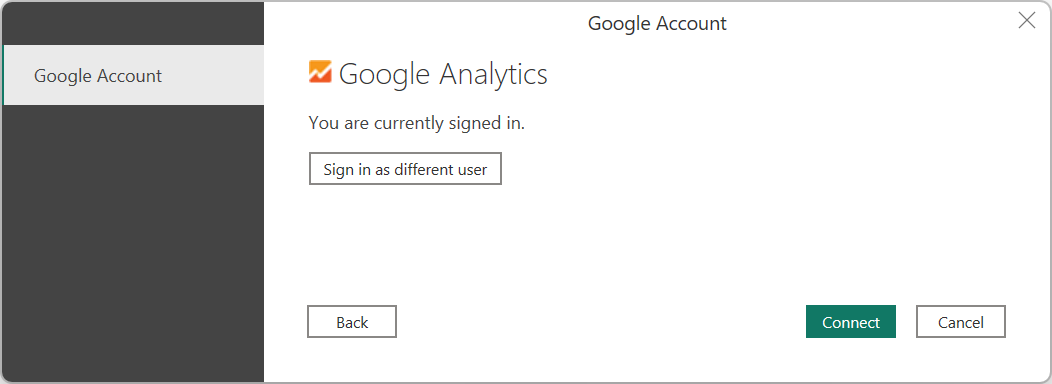 Google Account
Google Account
Google Analytics
You are currently signed in.
Sign in as different user
Back
Connect
Cancel